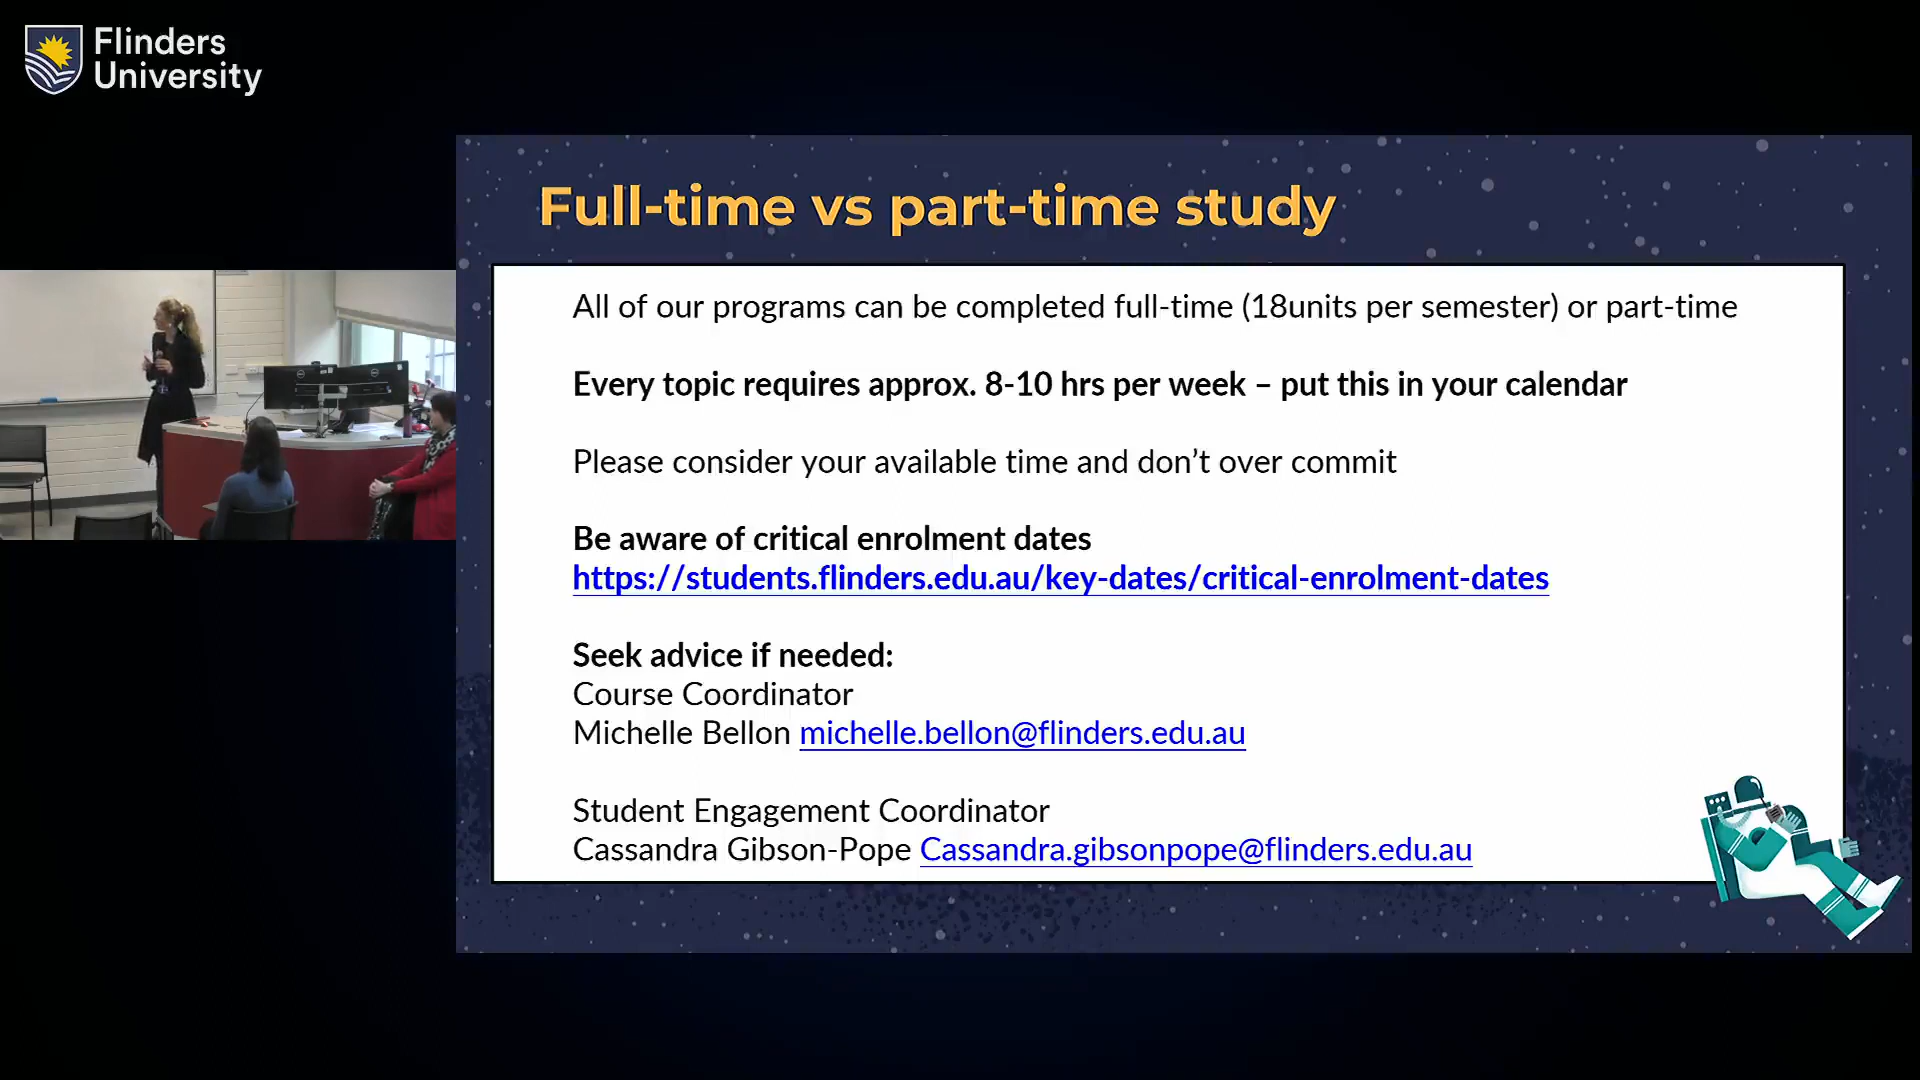 Flinders
University
Full-time vs part-time study
All of our programs can be completed full-time (18units per semester) or part-time
Every topic requires approx. 8-10 hrs per week – put this in your calendar
Please consider your available time and don’t over commit
Be aware of critical enrolment dates
https://students.flinders.edu.au/key-dates/critical-enrolment-dates
Seek advice if needed:
Course Coordinator
Michelle Bellon michelle.bellon@flinders.edu.au
Student Engagement Coordinator
Cassandra Gibson-Pope Cassandra.gibsonpope@flinders.edu.au